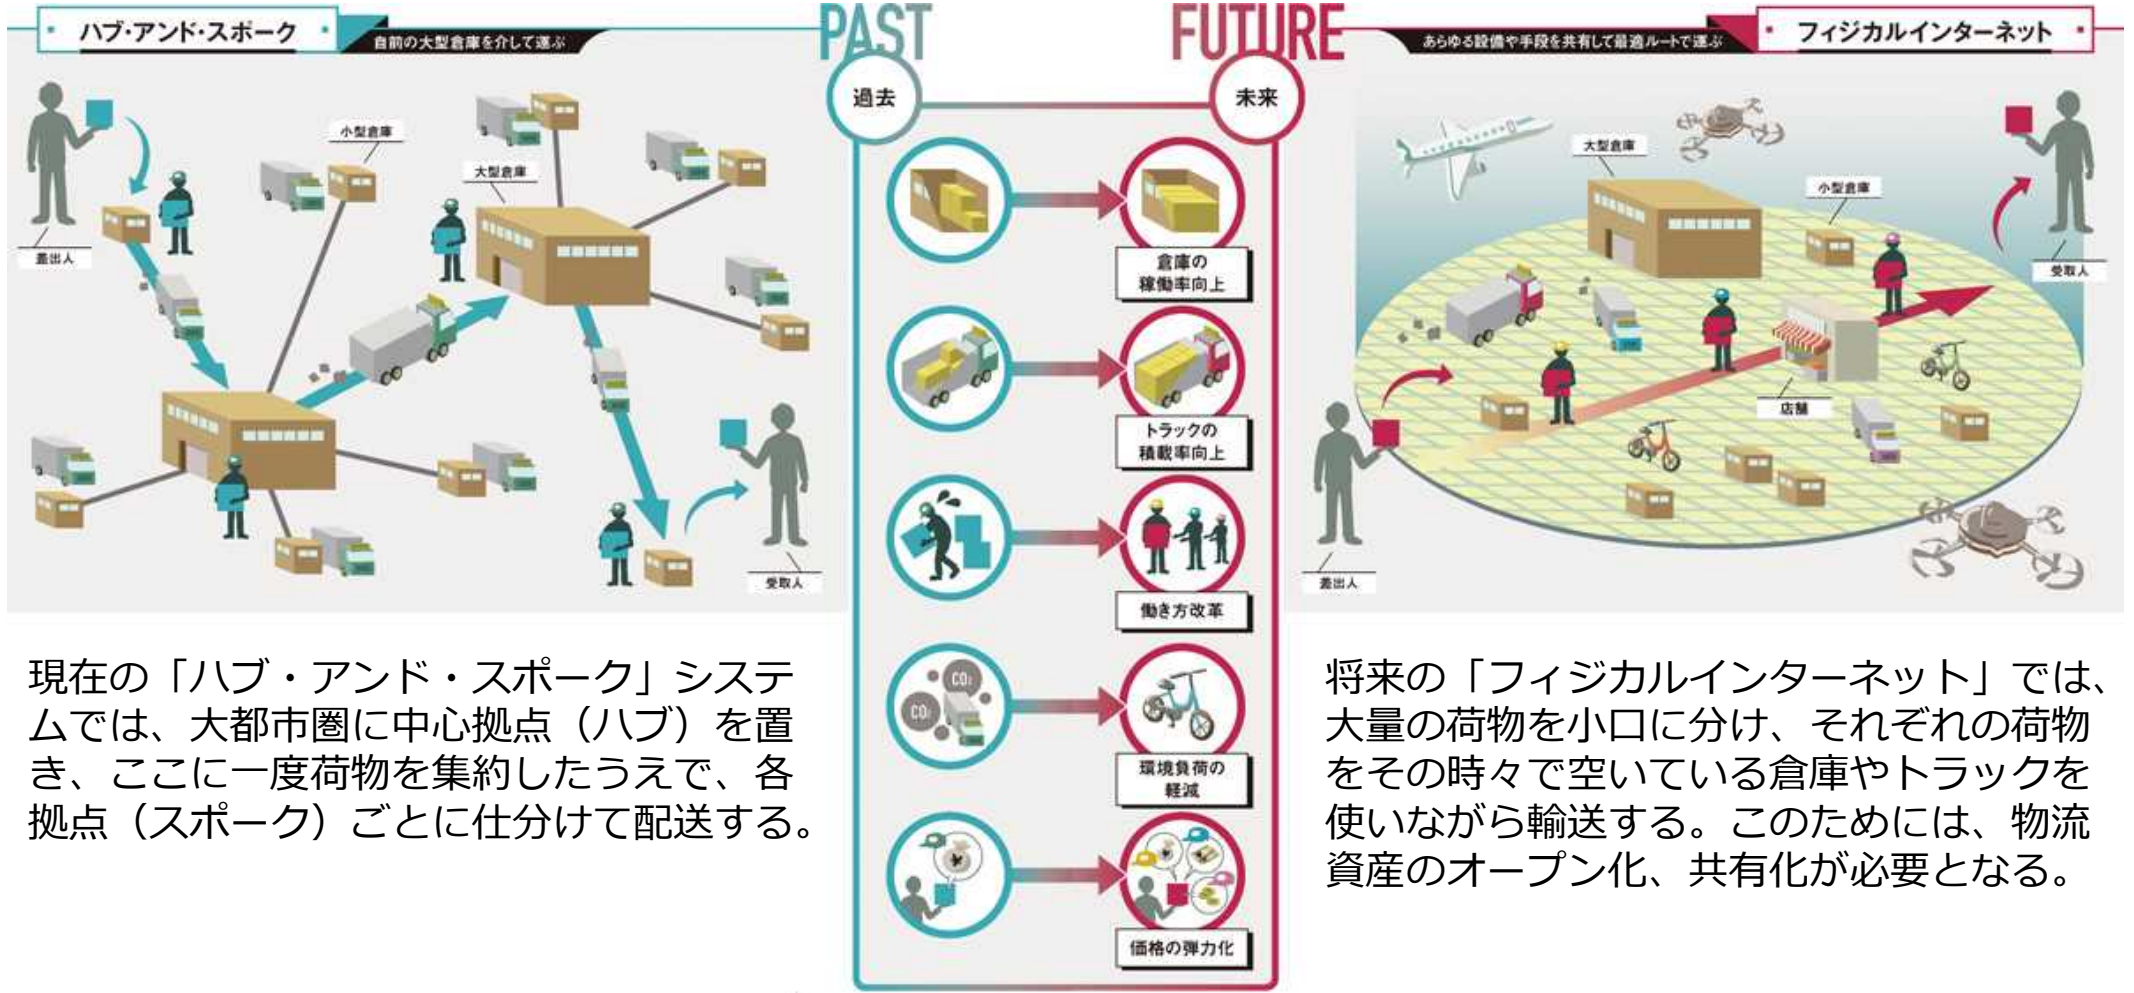 ハブ・アンド・スポーク
自前の大型倉庫を介して運ぶ
差出人
小型倉庫
大型倉庫
受取人
PAST
過去
FUTURE
未来
倉庫の
稼働率向上
トラックの
積載率向上
働き方改革
CO₂
CO₂
環境負荷の
軽減
価格の弾力化
あらゆる設備や手段を共有して最適ルートで運ぶ
フィジカルインターネット
大型倉庫
小型倉庫
受取人
店舗
差出人
現在の「ハブ・アンド・スポーク」システ
ムでは、大都市圏に中心拠点（ハブ）を置
き、ここに一度荷物を集約したうえで、各
拠点（スポーク）ごとに仕分けて配送する。
将来の「フィジカルインターネット」では、
大量の荷物を小口に分け、それぞれの荷物
をその時々で空いている倉庫やトラックを
使いながら輸送する。このためには、物流
資産のオープン化、共有化が必要となる。